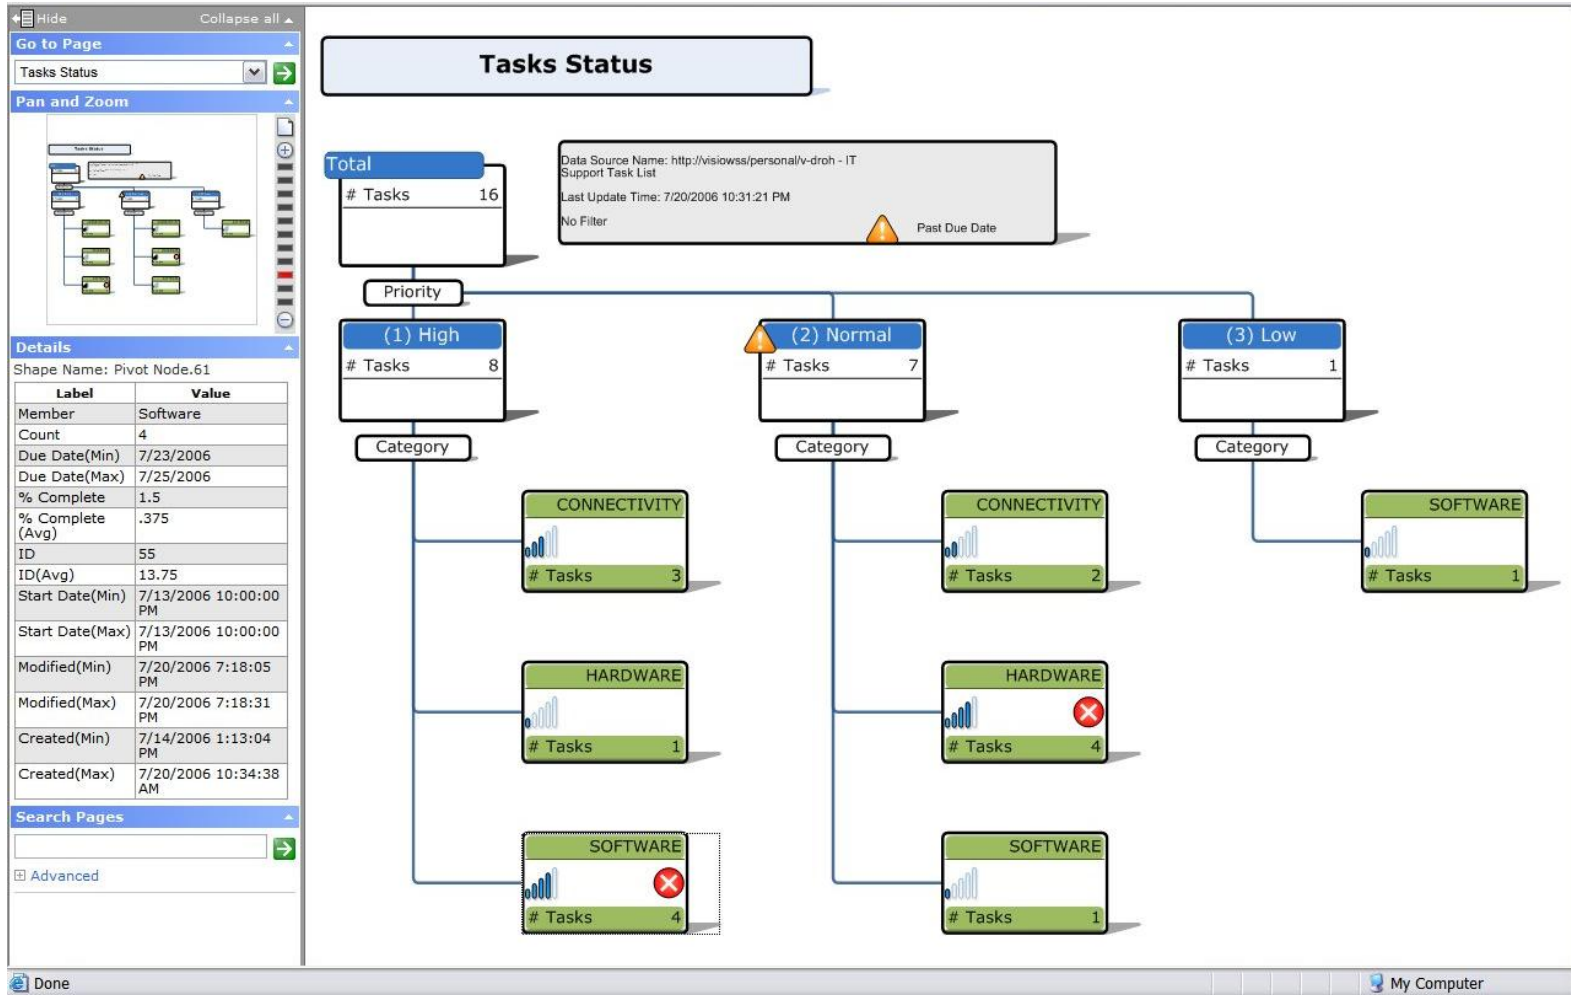 Hide Collapse all
Go to Page
Tasks Status
Pan and Zoom
Details
Shape Name: Pivot Node.61
Label Value
Member Software
Count 4
Due Date(Min) 7/23/2006
Due Date(Max) 7/25/2006
% Complete 1.5
% Complete .375
(Avg)
ID 55
ID(Avg) 13.75
Start Date(Min) 7/13/2006 10:00:00
PM
Start Date(Max) 7/13/2006 10:00:00
PM
Modified(Min) 7/20/2006 7:18:05
PM
Modified(Max) 7/20/2006 7:18:31
PM
Created(Min) 7/14/2006 1:13:04
PM
Created(Max) 7/20/2006 10:34:38
AM
Search Pages
Advanced
Tasks Status
Total
# Tasks 16
Data Source Name: http://visiowss/personal/v-droh - IT
Support Task List
Last Update Time: 7/20/2006 10:31:21 PM
No Filter
Past Due Date
Priority
(1) High
# Tasks 8
(2) Normal
# Tasks 7
(3) Low
# Tasks 1
Category
Category
Category
CONNECTIVITY
# Tasks 3
CONNECTIVITY
# Tasks 2
SOFTWARE
# Tasks 1
HARDWARE
# Tasks 1
HARDWARE
# Tasks 4
SOFTWARE
# Tasks 4
SOFTWARE
# Tasks 1
Done My Computer